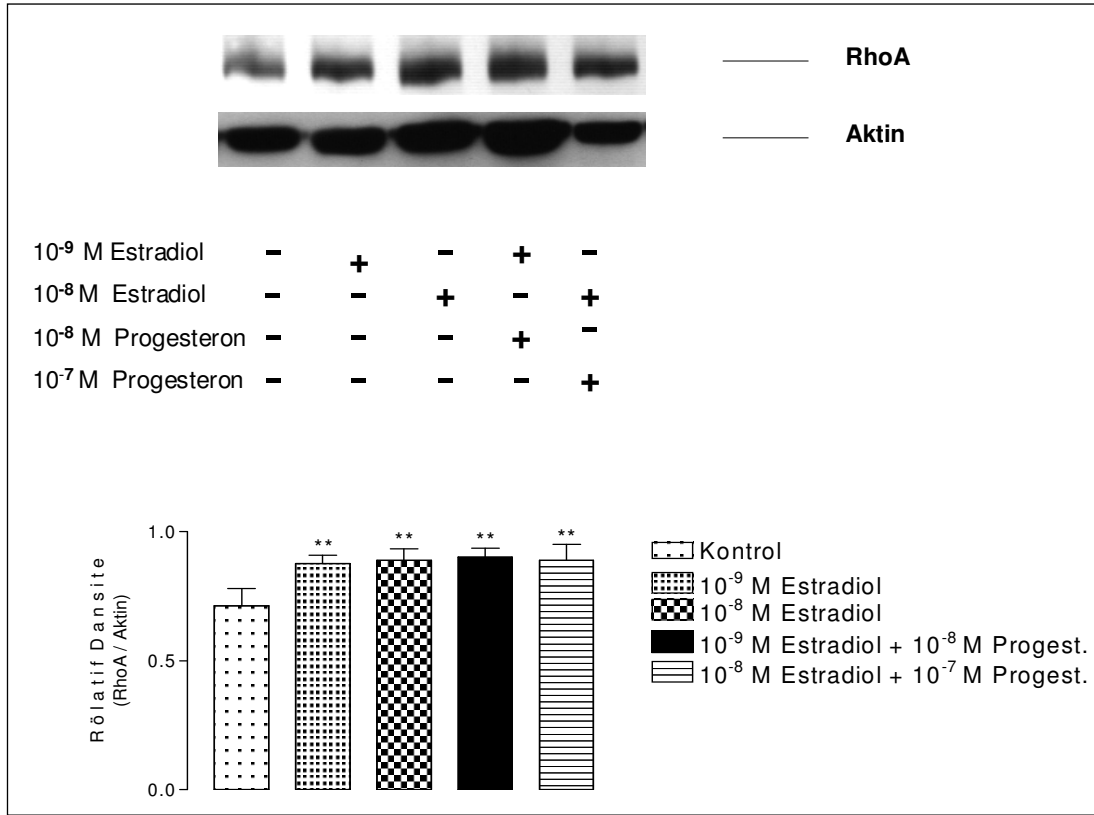 RhoA
Aktin
10⁻⁹ M Estradiol - + - + -
10⁻⁸ M Estradiol - - + - +
10⁻⁸ M Progesteron - - - + -
10⁻⁷ M Progesteron - - - - +
1.0
0.5
0.0
Rölatif Dansite
(RhoA / Aktin)
** ** ** **
Kontrol
10⁻⁹ M Estradiol
10⁻⁸ M Estradiol
10⁻⁹ M Estradiol + 10⁻⁸ M Progest.
10⁻⁸ M Estradiol + 10⁻⁷ M Progest.